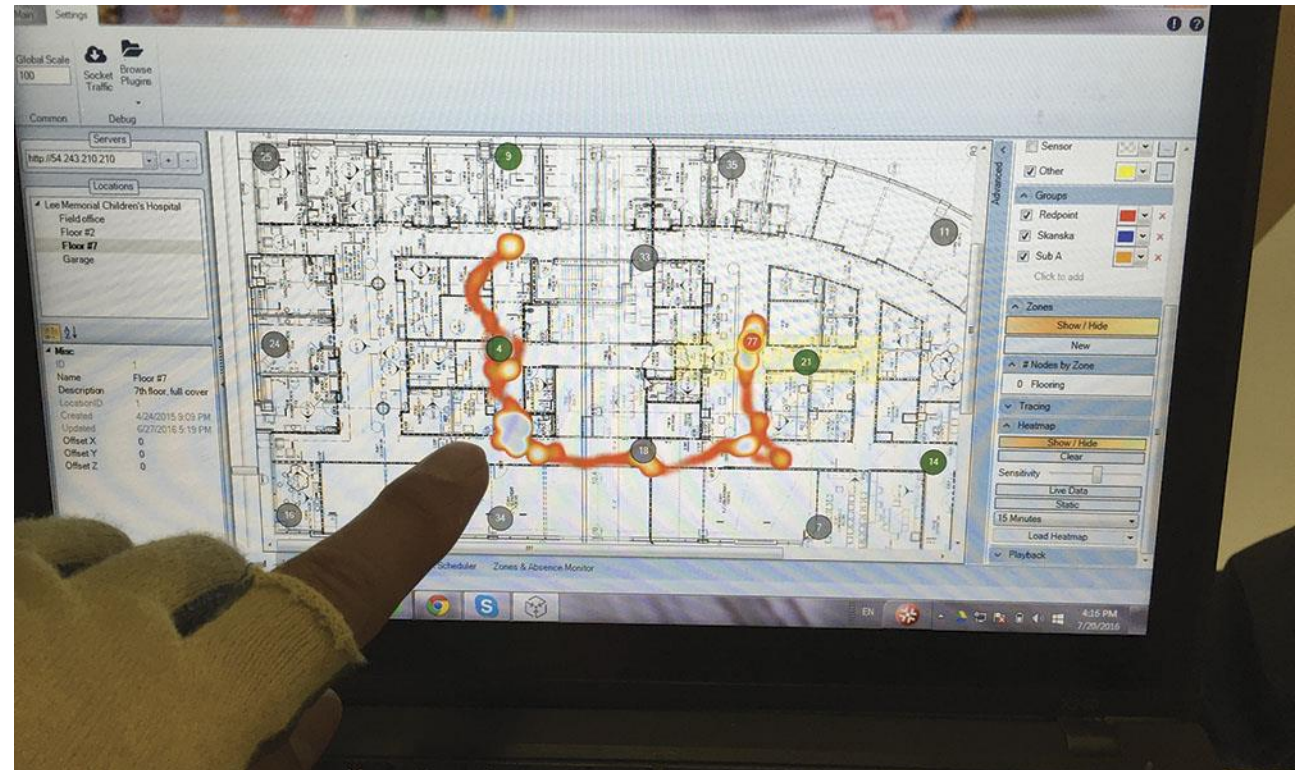 Main Settings
Global Scale
100
Socket Traffic
Browse Plugins
Common Debug
Servers
http://54.243.210.210
Locations
Lee Memorial Children's Hospital
Field office
Floor #2
Floor #7
Garage
Misc
ID 1
Name Floor #7
Description 7th floor, full cover
LocationID 1
Created 4/24/2015 9:09 PM
Updated 6/27/2016 5:19 PM
Offset X 0
Offset Y 0
Offset Z 0
25
9
35
11
33
24
4
77
21
18
14
16
34
7
Scheduler Zones & Absence Monitor
Advanced
Sensor
Other
Groups
Redpoint
Skanska
Sub A
Click to add
Zones
Show / Hide
New
# Nodes by Zone
0 Flooring
Tracing
Heatmap
Show / Hide
Clear
Sensitivity
Live Data
Static
15 Minutes
Load Heatmap
Playback
EN
4:15 PM
7/20/2016